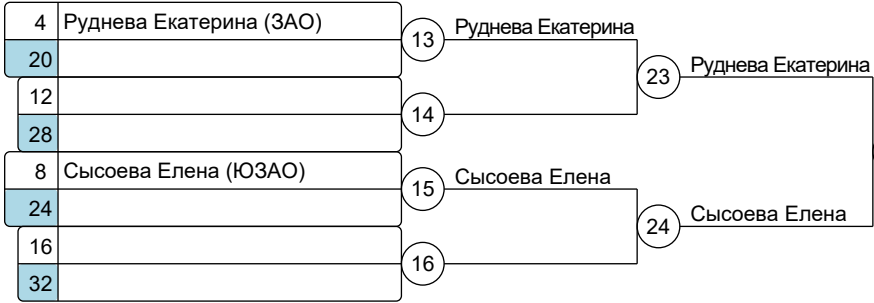 4 Руднева Екатерина (ЗАО)
20
13 Руднева Екатерина
23 Руднева Екатерина
12
28
14
8 Сысоева Елена (ЮЗАО)
24
15 Сысоева Елена
24 Сысоева Елена
16
32
16